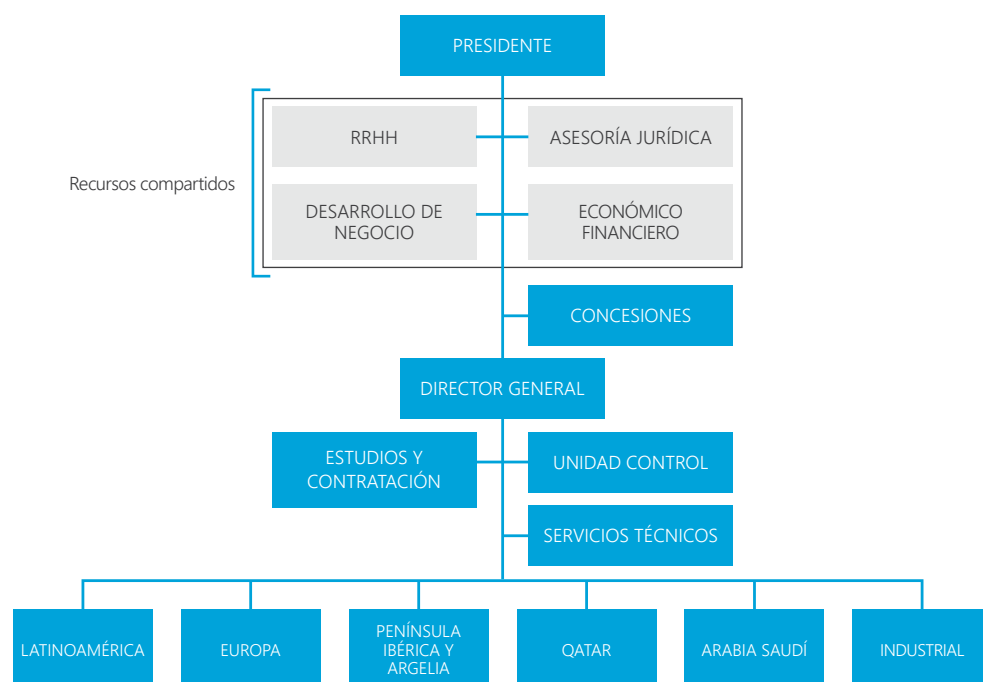 PRESIDENTE
RRHH
ASESORÍA JURÍDICA
Recursos compartidos
DESARROLLO DE
NEGOCIO
ECONÓMICO
FINANCIERO
CONCESIONES
DIRECTOR GENERAL
ESTUDIOS Y
CONTRATACIÓN
UNIDAD CONTROL
SERVICIOS TÉCNICOS
LATINOAMÉRICA
EUROPA
PENÍNSULA
IBÉRICA Y
ARGELIA
QATAR
ARABIA SAUDÍ
INDUSTRIAL